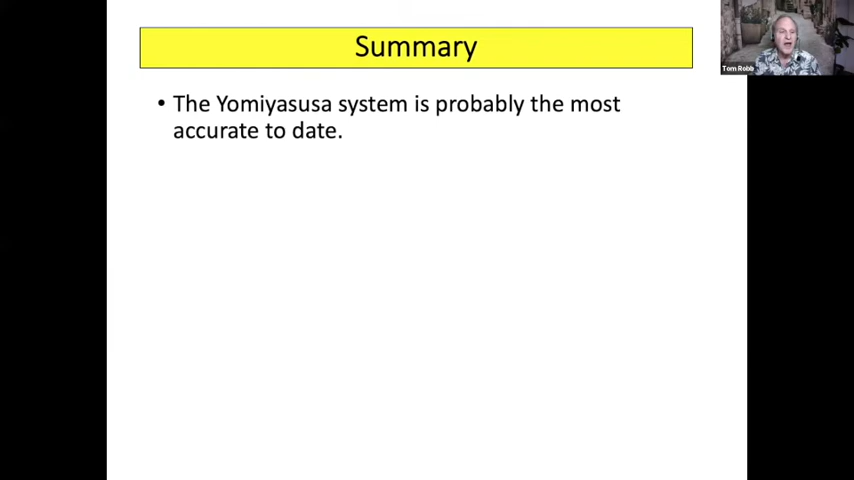 Summary
Tom Robb
• The Yomiyasusa system is probably the most
accurate to date.